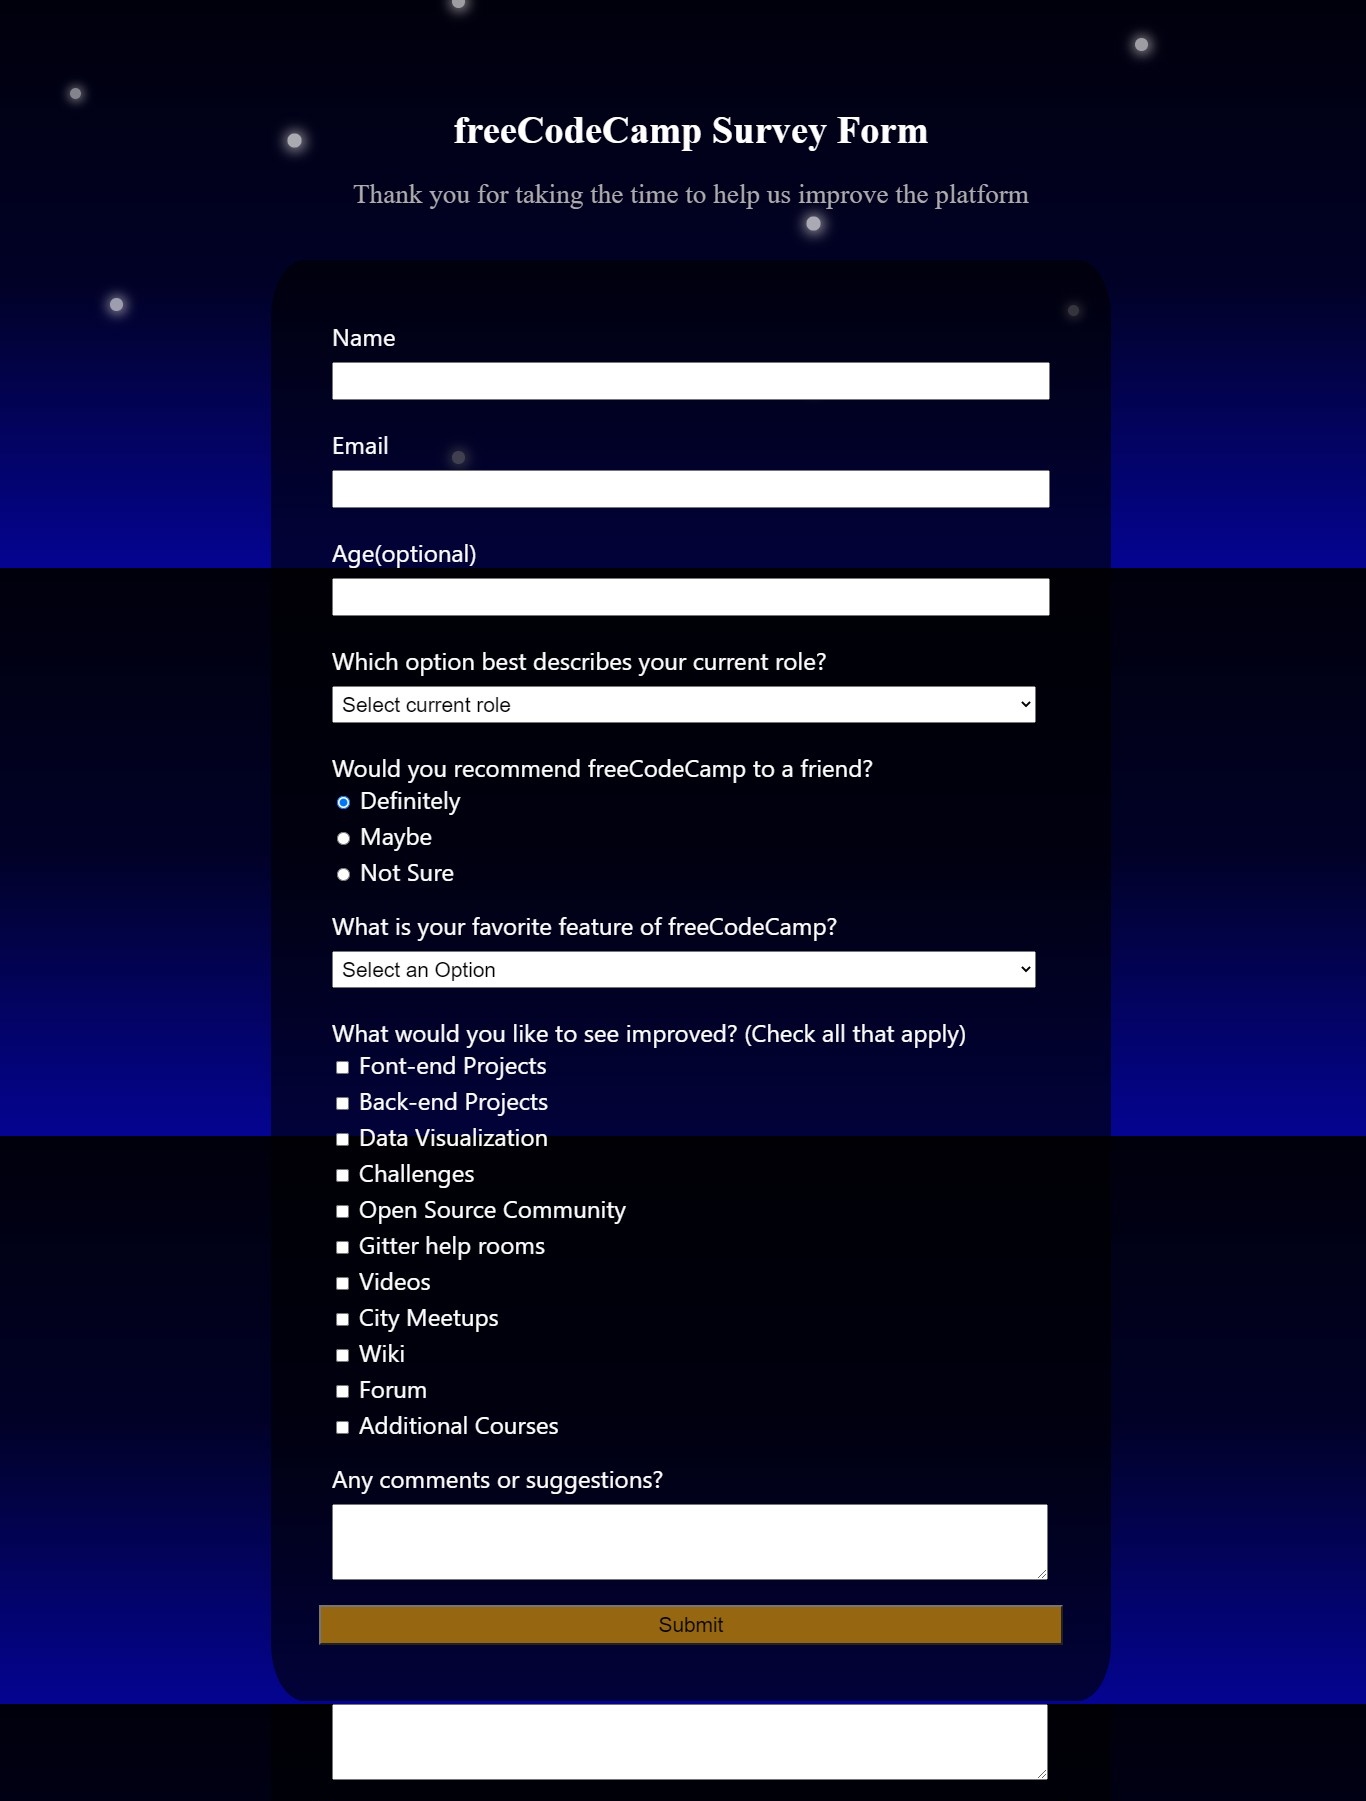 freeCodeCamp Survey Form
Thank you for taking the time to help us improve the platform
Name
Email
Age(optional)
Which option best describes your current role?
Select current role
Would you recommend freeCodeCamp to a friend?
Definitely
Maybe
Not Sure
What is your favorite feature of freeCodeCamp?
Select an Option
What would you like to see improved? (Check all that apply)
Font-end Projects
Back-end Projects
Data Visualization
Challenges
Open Source Community
Gitter help rooms
Videos
City Meetups
Wiki
Forum
Additional Courses
Any comments or suggestions?
Submit